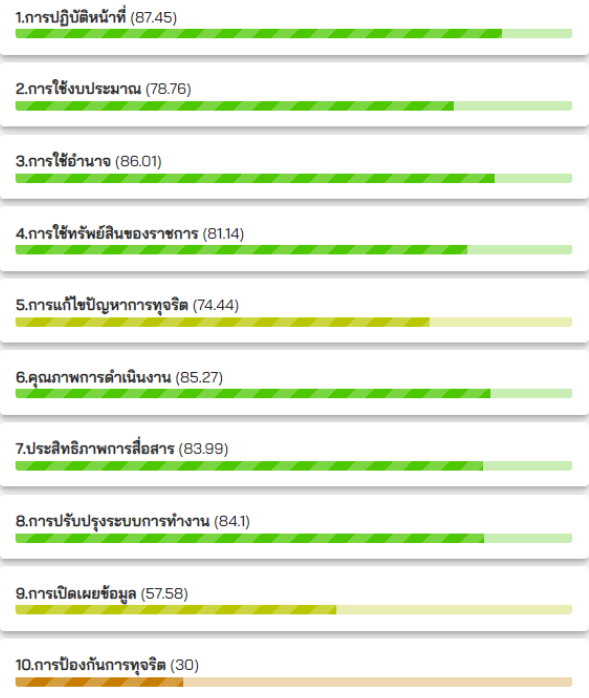 1.การปฏิบัติหน้าที่ (87.45)
2.การใช้งบประมาณ (78.76)
3.การใช้อำนาจ (86.01)
4.การใช้ทรัพย์สินของราชการ (81.14)
5.การแก้ไขปัญหาการทุจริต (74.44)
6.คุณภาพการดำเนินงาน (85.27)
7.ประสิทธิภาพการสื่อสาร (83.99)
8.การปรับปรุงระบบการทำงาน (84.1)
9.การเปิดเผยข้อมูล (57.58)
10.การป้องกันการทุจริต (30)